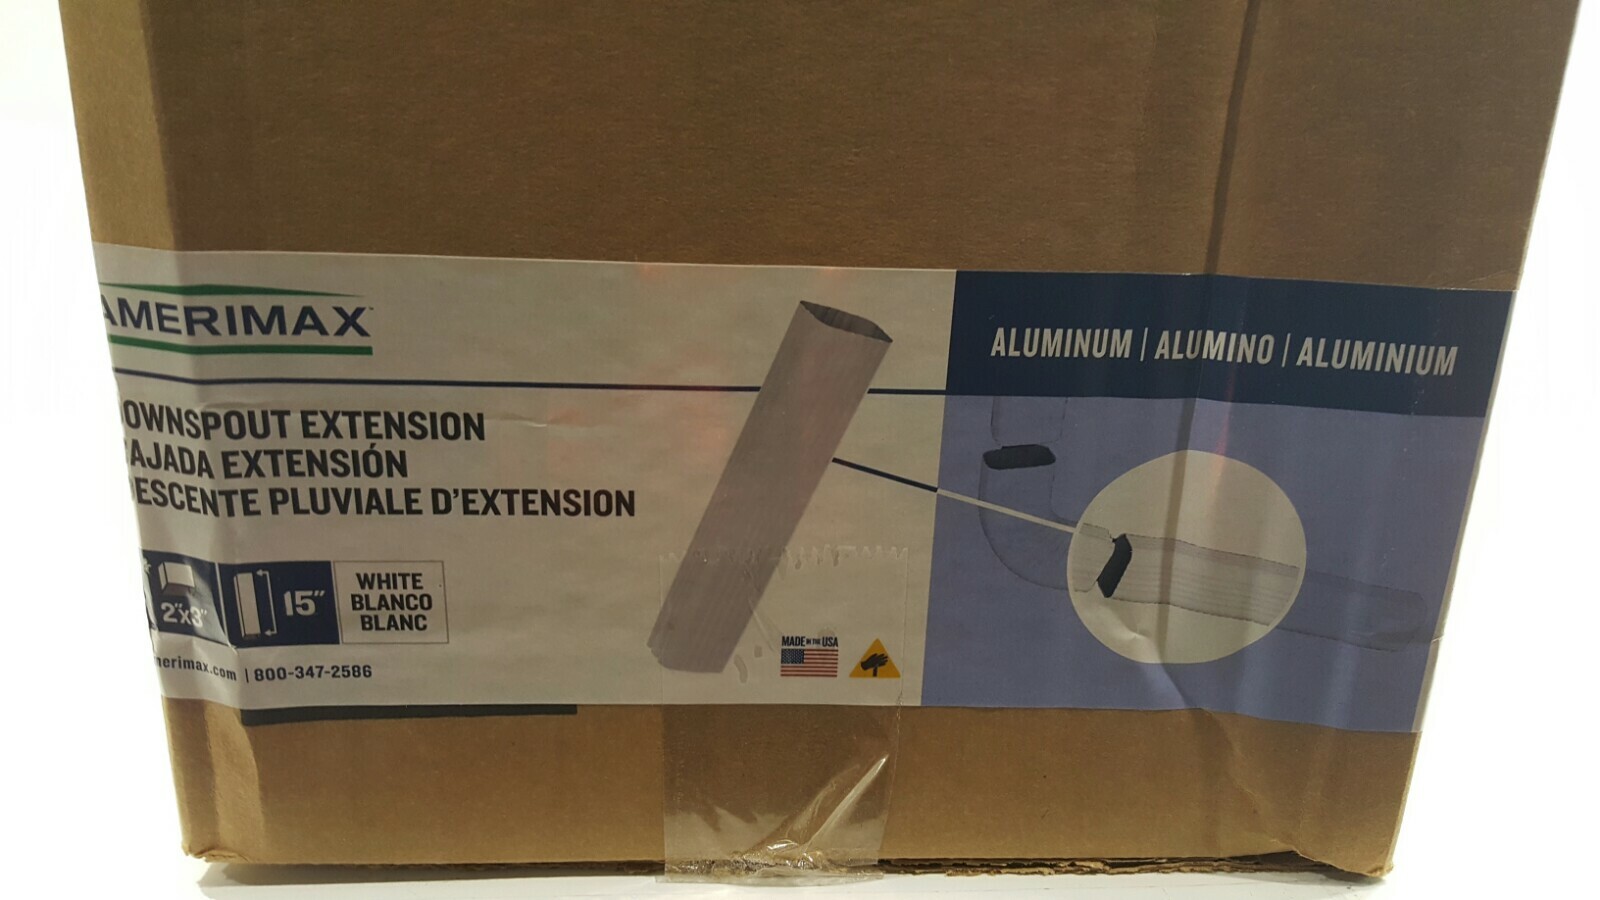 AMERIMAX
ALUMINUM | ALUMINO | ALUMINIUM
OWNSPOUT EXTENSION
AJADA EXTENSIÓN
ESCENTE PLUVIALE D'EXTENSION
2"x3"
15"
WHITE
BLANCO
BLANC
MADE IN THE USA
merimax.com | 800-347-2586